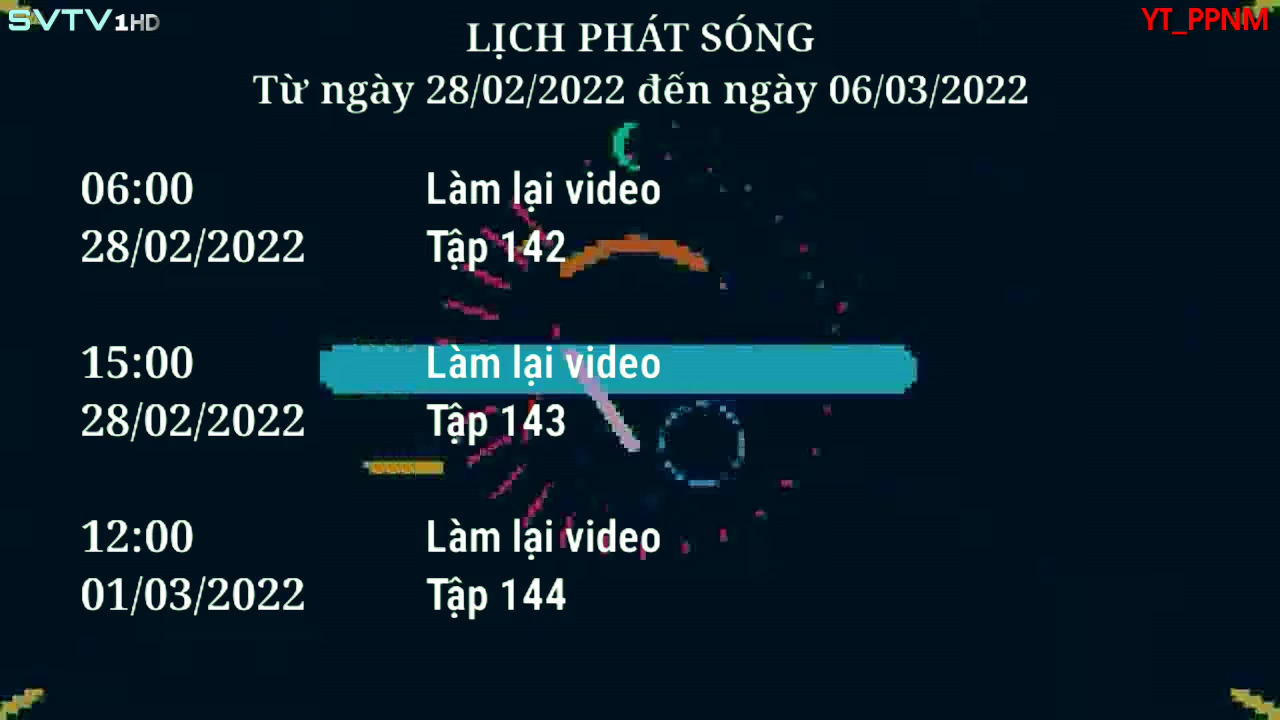 SVTV 1HD
YT_PPNM
LỊCH PHÁT SÓNG
Từ ngày 28/02/2022 đến ngày 06/03/2022
06:00 Làm lại video
28/02/2022 Tập 142
15:00 Làm lại video
28/02/2022 Tập 143
12:00 Làm lại video
01/03/2022 Tập 144